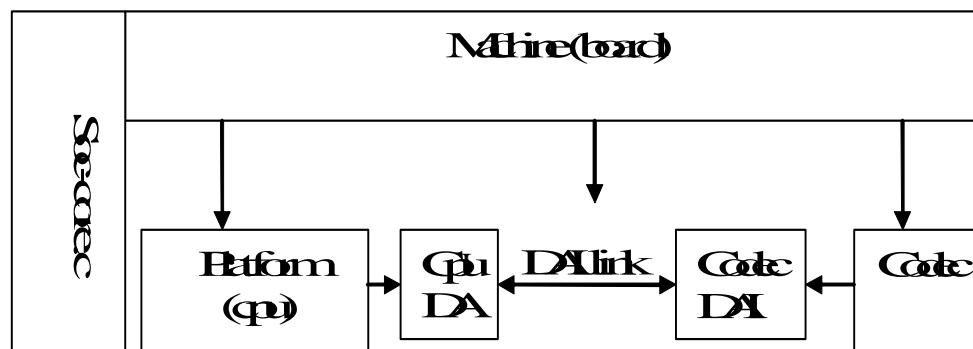 Machine(board)
Soc-core.c
Platform
(cpu)
Cpu
DAI
DAI link
Codec
DAI
Codec